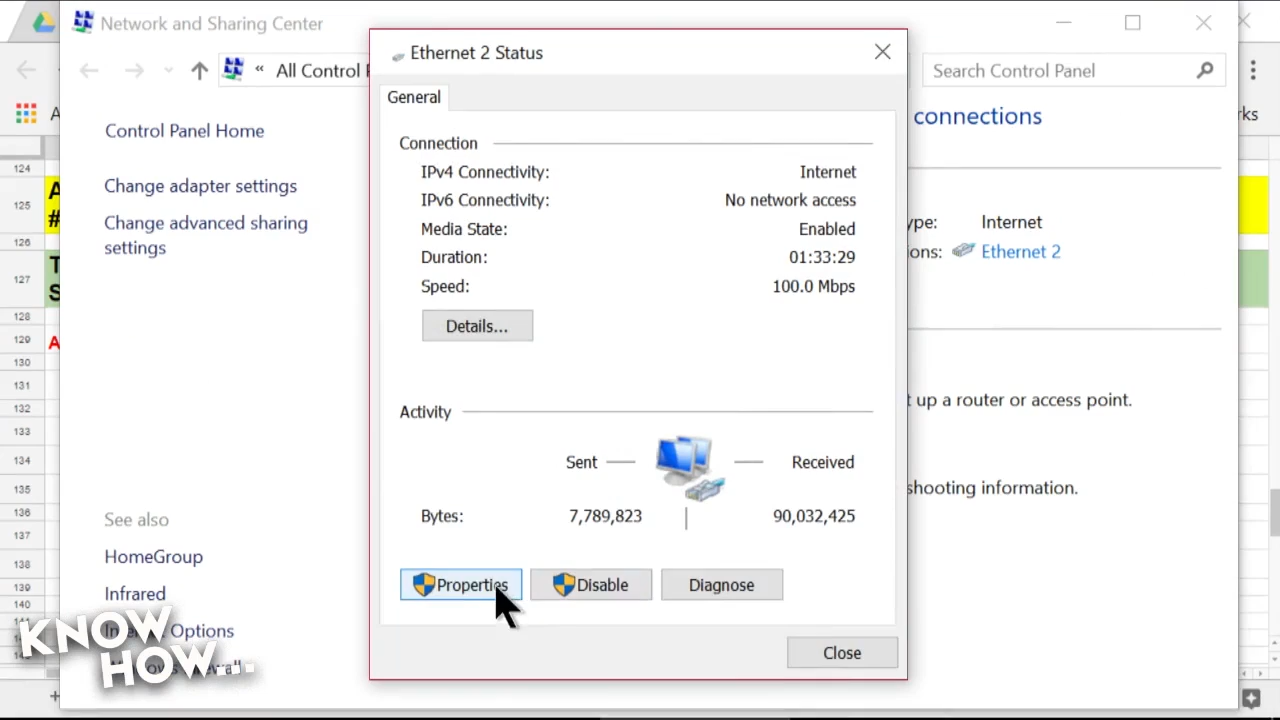 Network and Sharing Center
« All Control
Search Control Panel
Control Panel Home
Change adapter settings
Change advanced sharing
settings
See also
HomeGroup
Infrared
Options
Ethernet 2 Status
General
Connection
IPv4 Connectivity: Internet
IPv6 Connectivity: No network access
Media State: Enabled
Duration: 01:33:29
Speed: 100.0 Mbps
Details...
Activity
Sent Received
Bytes: 7,789,823 90,032,425
Properties Disable Diagnose
Close
connections
ype: Internet
ons: Ethernet 2
t up a router or access point.
shooting information.
rks
124
125
126
127
128
129
130
131
132
133
134
135
136
137
138
139
140
A
#
T
S
A
KNOW
HOW...